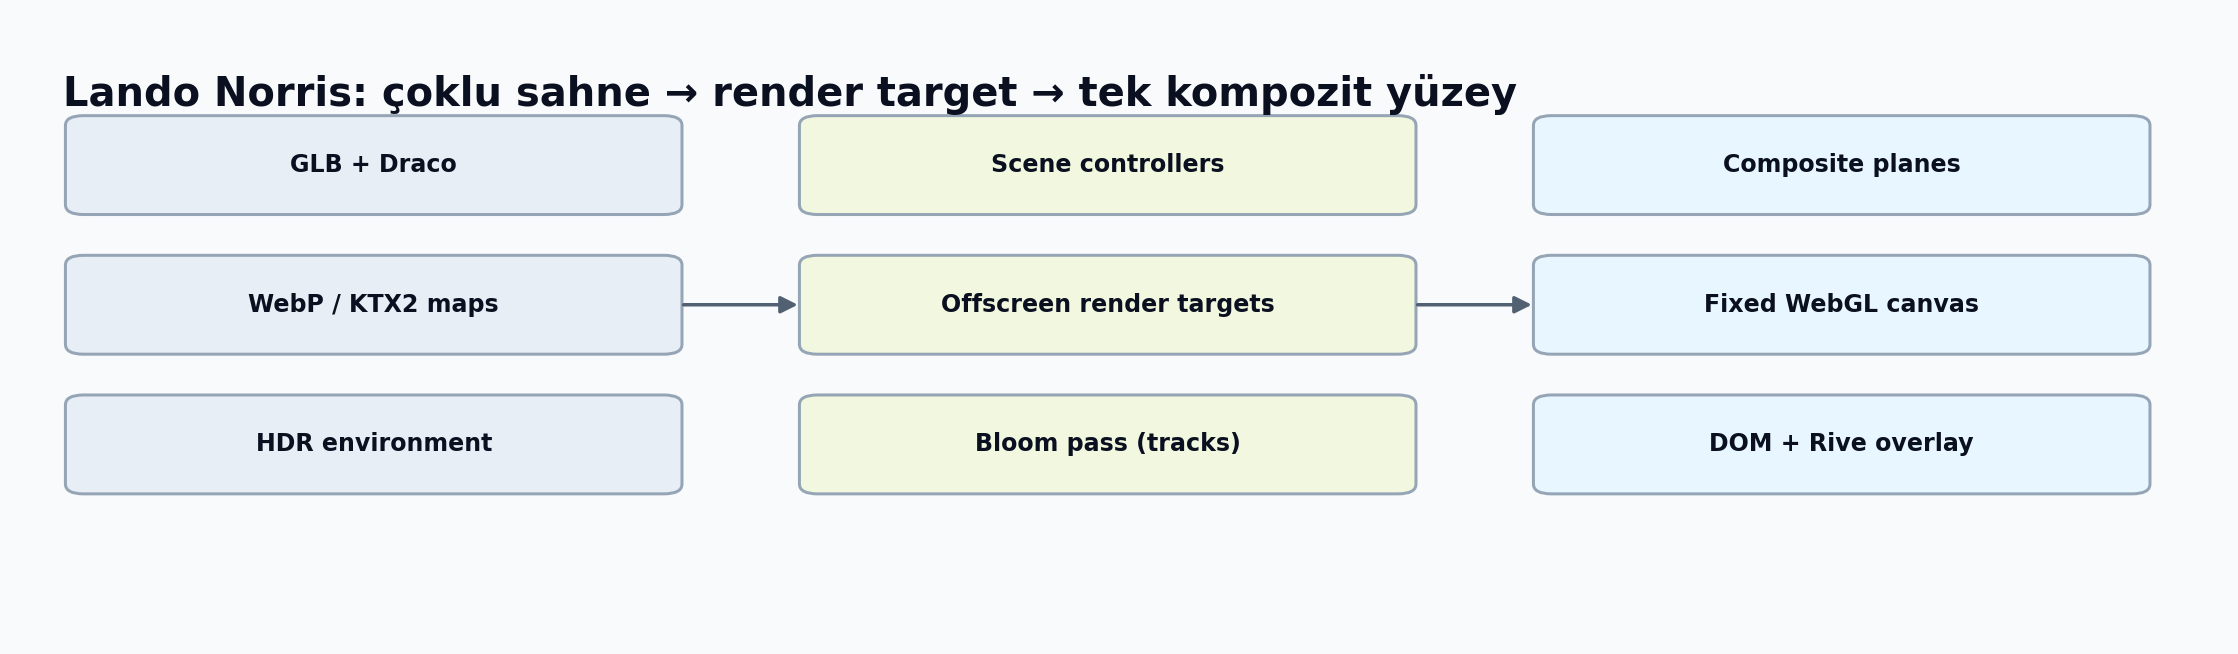 Lando Norris: çoklu sahne → render target → tek kompozit yüzey
GLB + Draco
Scene controllers
Composite planes
WebP / KTX2 maps
Offscreen render targets
Fixed WebGL canvas
HDR environment
Bloom pass (tracks)
DOM + Rive overlay